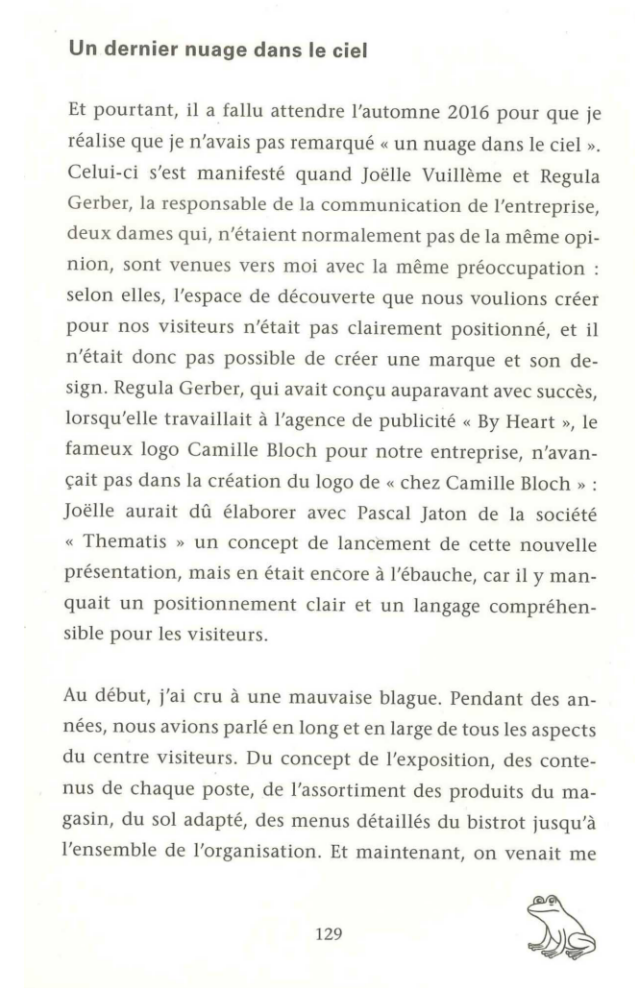 Un dernier nuage dans le ciel
Et pourtant, il a fallu attendre l'automne 2016 pour que je
réalise que je n'avais pas remarqué « un nuage dans le ciel ».
Celui-ci s'est manifesté quand Joëlle Vuillème et Regula
Gerber, la responsable de la communication de l'entreprise,
deux dames qui, n'étaient normalement pas de la même opi-
nion, sont venues vers moi avec la même préoccupation :
selon elles, l'espace de découverte que nous voulions créer
pour nos visiteurs n'était pas clairement positionné, et il
n'était donc pas possible de créer une marque et son de-
sign. Regula Gerber, qui avait conçu auparavant avec succès,
lorsqu'elle travaillait à l'agence de publicité « By Heart », le
fameux logo Camille Bloch pour notre entreprise, n'avan-
çait pas dans la création du logo de « chez Camille Bloch » :
Joëlle aurait dû élaborer avec Pascal Jaton de la société
« Thematis » un concept de lancement de cette nouvelle
présentation, mais en était encore à l'ébauche, car il y man-
quait un positionnement clair et un langage compréhen-
sible pour les visiteurs.
Au début, j'ai cru à une mauvaise blague. Pendant des an-
nées, nous avions parlé en long et en large de tous les aspects
du centre visiteurs. Du concept de l'exposition, des conte-
nus de chaque poste, de l'assortiment des produits du ma-
gasin, du sol adapté, des menus détaillés du bistrot jusqu'à
l'ensemble de l'organisation. Et maintenant, on venait me
129